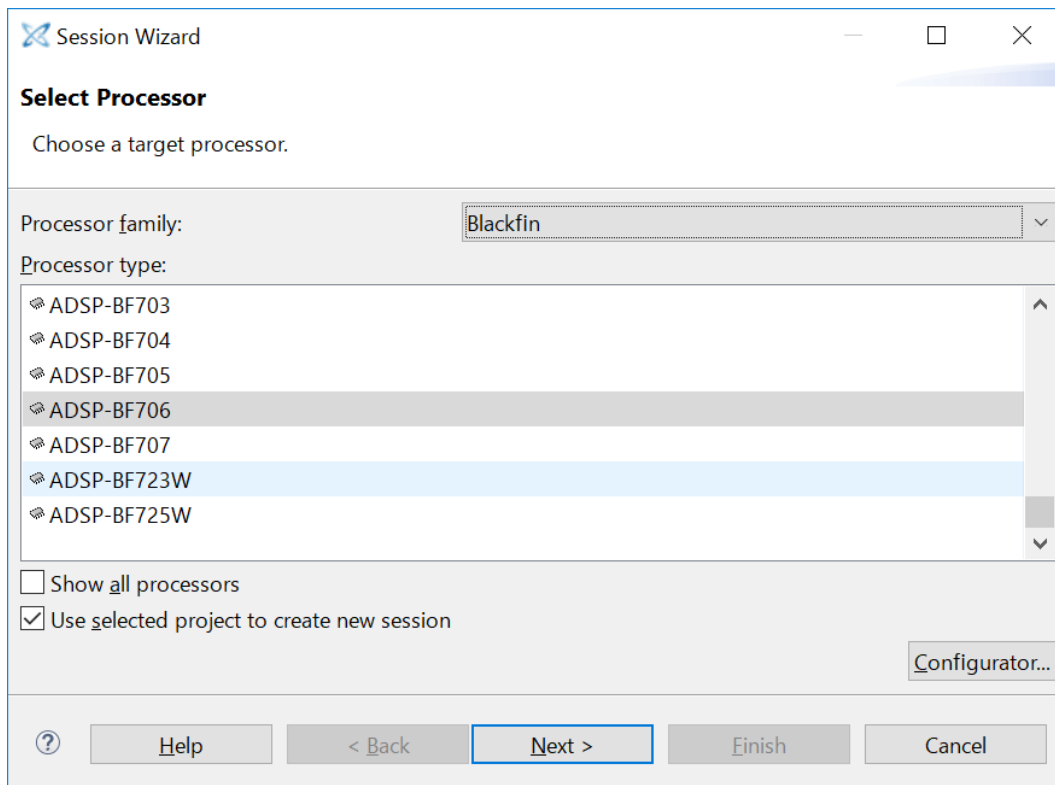 Session Wizard
Select Processor
Choose a target processor.
Processor family: Blackfin
Processor type:
ADSP-BF703
ADSP-BF704
ADSP-BF705
ADSP-BF706
ADSP-BF707
ADSP-BF723W
ADSP-BF725W
Show all processors
Use selected project to create new session
Configurator...
? Help < Back Next > Finish Cancel